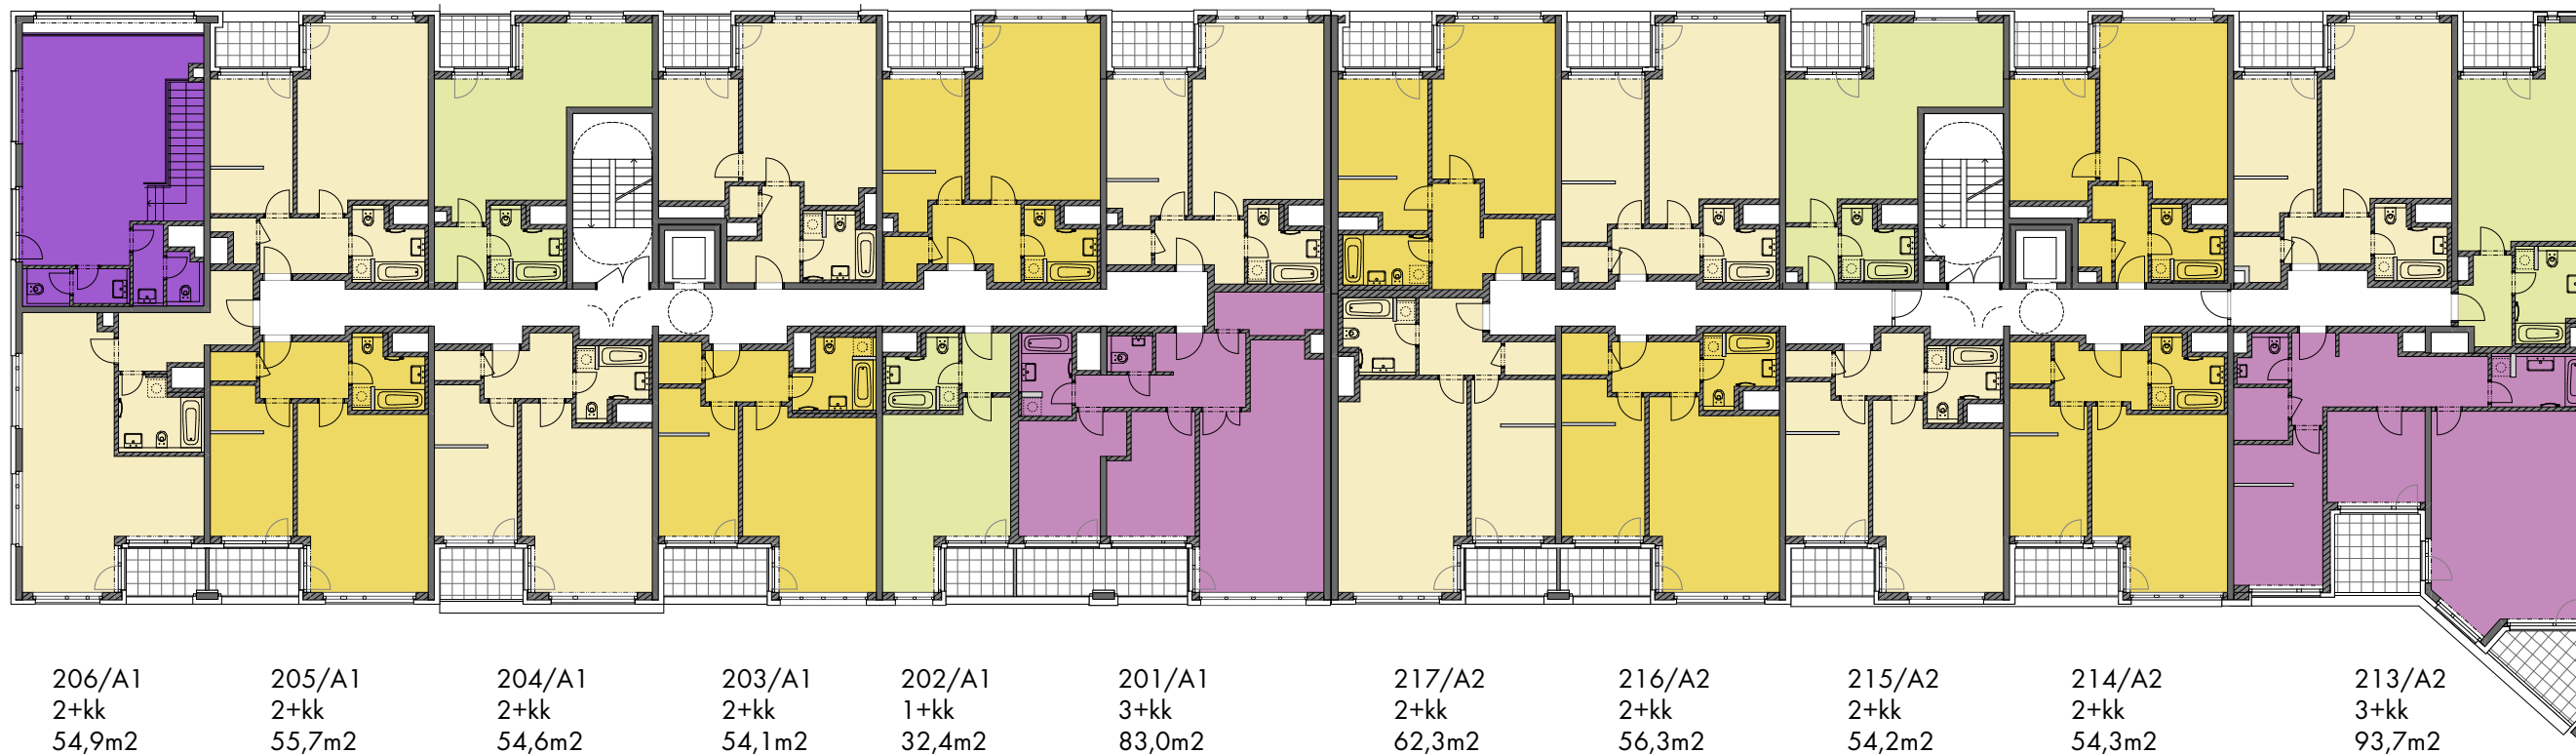 206/A1
2+kk
54,9m2
205/A1
2+kk
55,7m2
204/A1
2+kk
54,6m2
203/A1
2+kk
54,1m2
202/A1
1+kk
32,4m2
201/A1
3+kk
83,0m2
217/A2
2+kk
62,3m2
216/A2
2+kk
56,3m2
215/A2
2+kk
54,2m2
214/A2
2+kk
54,3m2
213/A2
3+kk
93,7m2